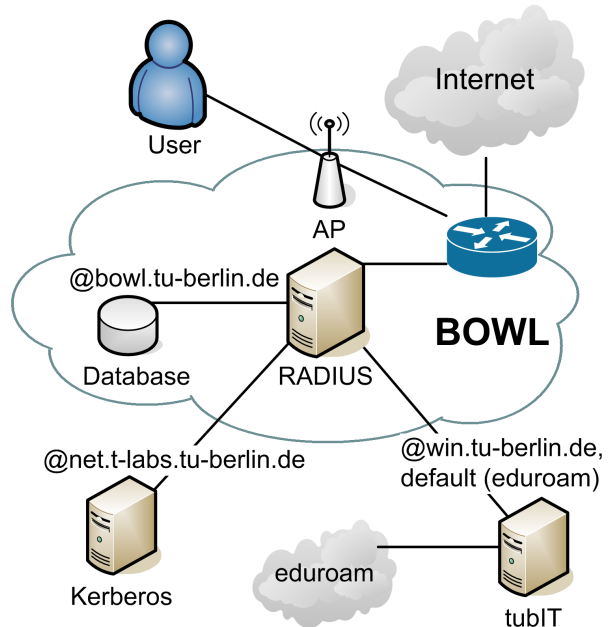 Internet
User
AP
@bowl.tu-berlin.de
BOWL
Database
RADIUS
@net.t-labs.tu-berlin.de
@win.tu-berlin.de,
default (eduroam)
eduroam
Kerberos
tubIT